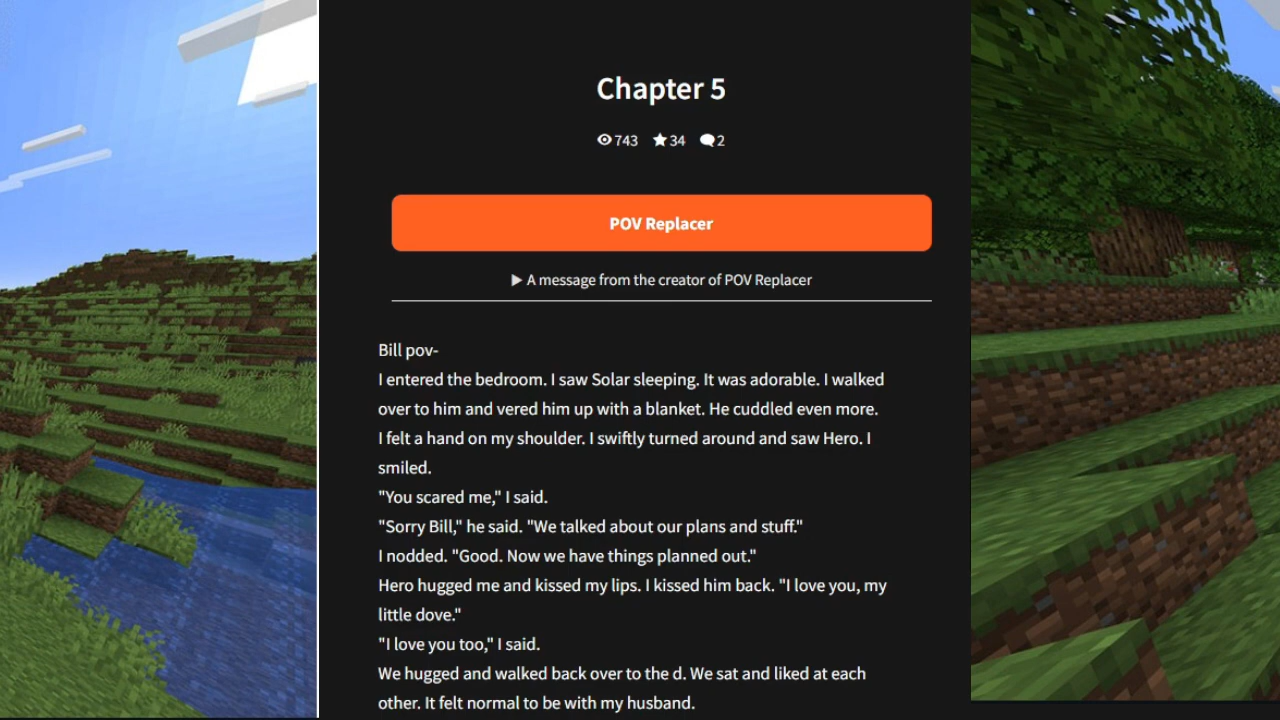 Chapter 5
743 34 2
POV Replacer
▶ A message from the creator of POV Replacer
Bill pov-
I entered the bedroom. I saw Solar sleeping. It was adorable. I walked
over to him and vered him up with a blanket. He cuddled even more.
I felt a hand on my shoulder. I swiftly turned around and saw Hero. I
smiled.
"You scared me," I said.
"Sorry Bill," he said. "We talked about our plans and stuff."
I nodded. "Good. Now we have things planned out."
Hero hugged me and kissed my lips. I kissed him back. "I love you, my
little dove."
"I love you too," I said.
We hugged and walked back over to the d. We sat and liked at each
other. It felt normal to be with my husband.